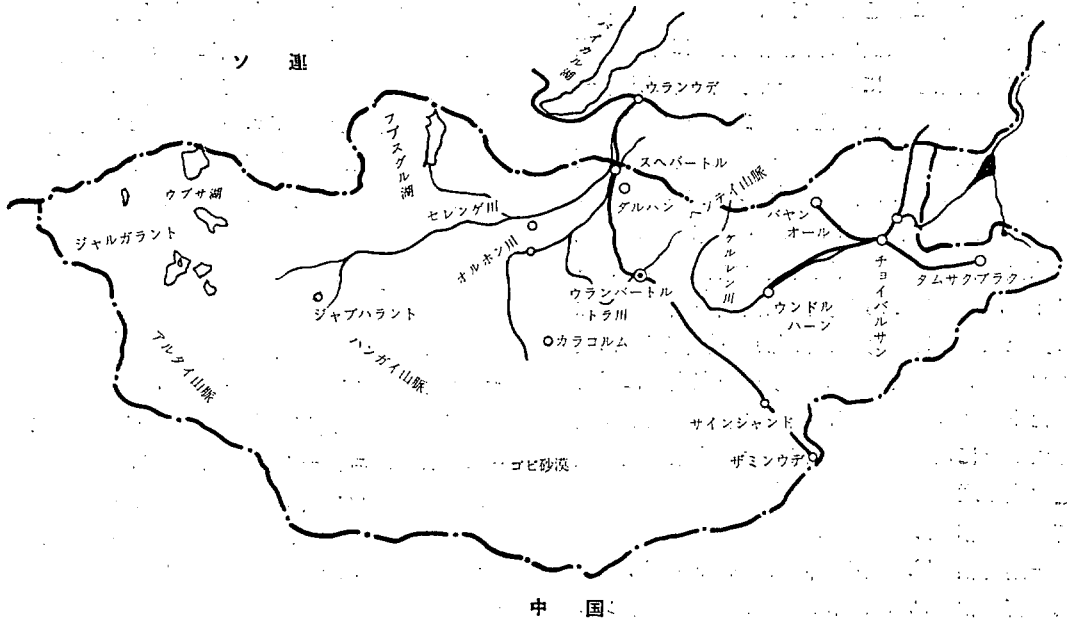 ソ 連
バイカル湖
ウランウデ
フブスグル湖
スヘバートル
ウブサ湖
セレンゲ川
ダルハン
ヘンテイ山脈
バヤン
オール
ジャルガラント
オルホン川
ケルレン川
チョイバルサン
タムサクブラク
ウランバートル
トラ川
ウンドル
ハーン
ジャブハラント
カラコルム
ハンガイ山脈
アルタイ山脈
サインシャンド
ザミンウデ
ゴビ砂漠
中 国